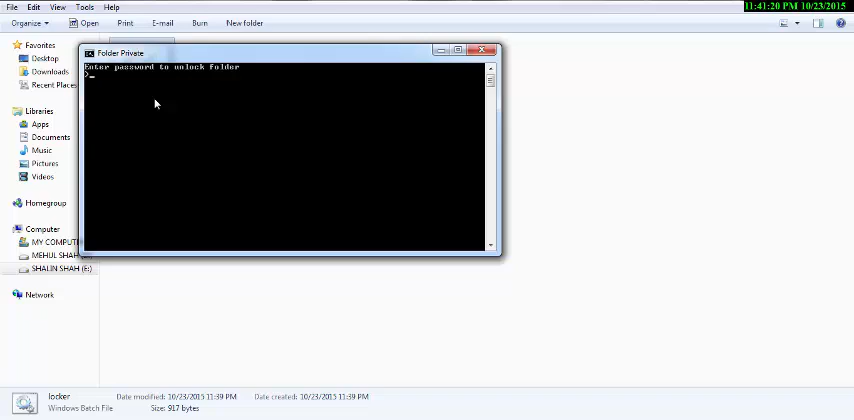 File Edit View Tools Help
11:41:20 PM 10/23/2015
Organize Open Print E-mail Burn New folder
Favorites
Desktop
Downloads
Recent Places
Libraries
Apps
Documents
Music
Pictures
Videos
Homegroup
Computer
MY COMPUT
MEHUL SHAH
SHALIN SHAH (E:)
Network
Folder Private
Enter password to unlock folder
>_
locker Date modified: 10/23/2015 11:39 PM Date created: 10/23/2015 11:39 PM
Windows Batch File Size: 917 bytes